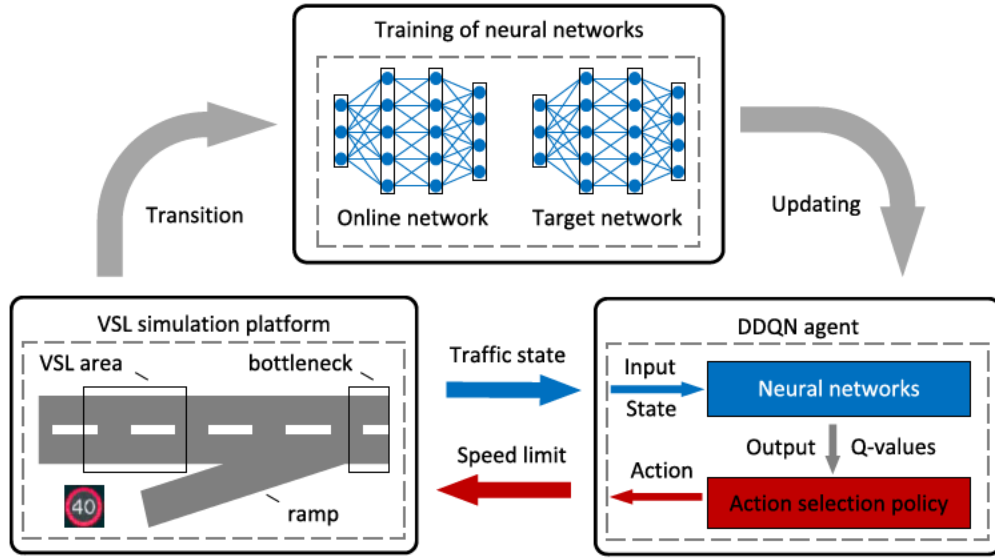 Training of neural networks
Online network
Target network
Transition
Updating
VSL simulation platform
VSL area
bottleneck
40
ramp
Traffic state
Speed limit
DDQN agent
Input
State
Neural networks
Output
Q-values
Action
Action selection policy